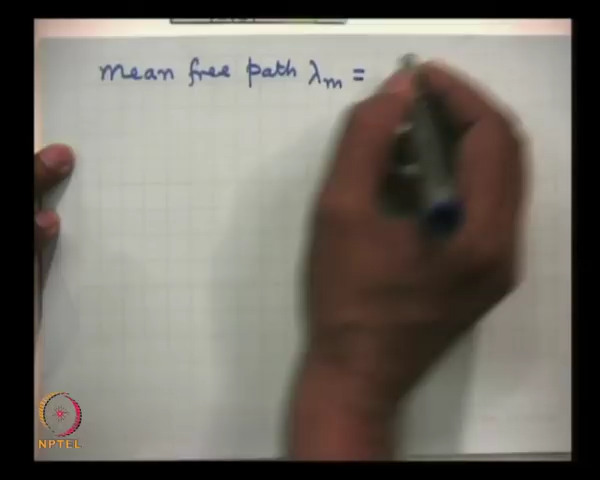 mean free path λm =
NPTEL